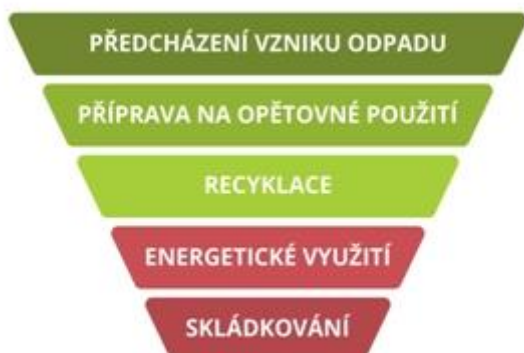 PŘEDCHÁZENÍ VZNIKU ODPADU
PŘÍPRAVA NA OPĚTOVNÉ POUŽITÍ
RECYKLACE
ENERGETICKÉ VYUŽITÍ
SKLÁDKOVÁNÍ